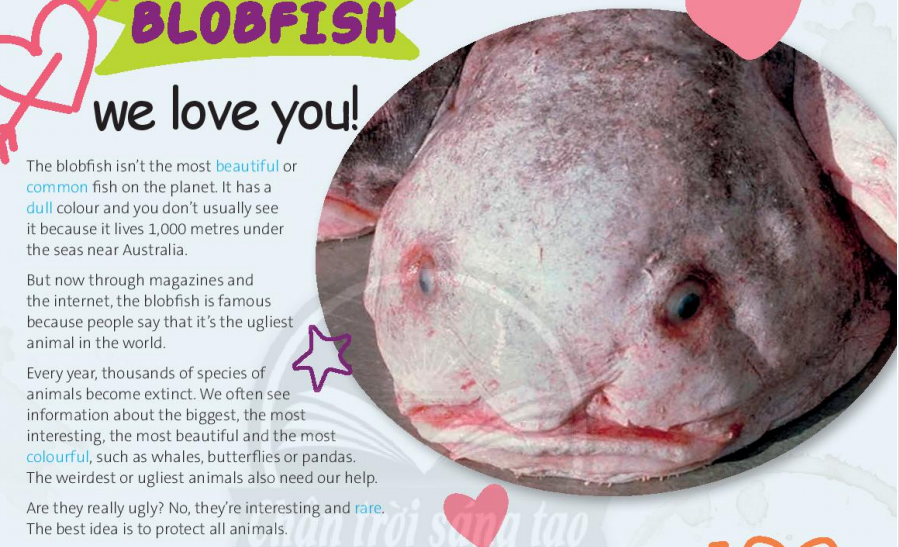 BLOBFISH
we love you!
The blobfish isn't the most beautiful or
common fish on the planet. It has a
dull colour and you don't usually see
it because it lives 1,000 metres under
the seas near Australia.
But now through magazines and
the internet, the blobfish is famous
because people say that it's the ugliest
animal in the world.
Every year, thousands of species of
animals become extinct. We often see
information about the biggest, the most
interesting, the most beautiful and the most
colourful, such as whales, butterflies or pandas.
The weirdest or ugliest animals also need our help.
Are they really ugly? No, they're interesting and rare.
The best idea is to protect all animals.
Chân trời sáng tạo